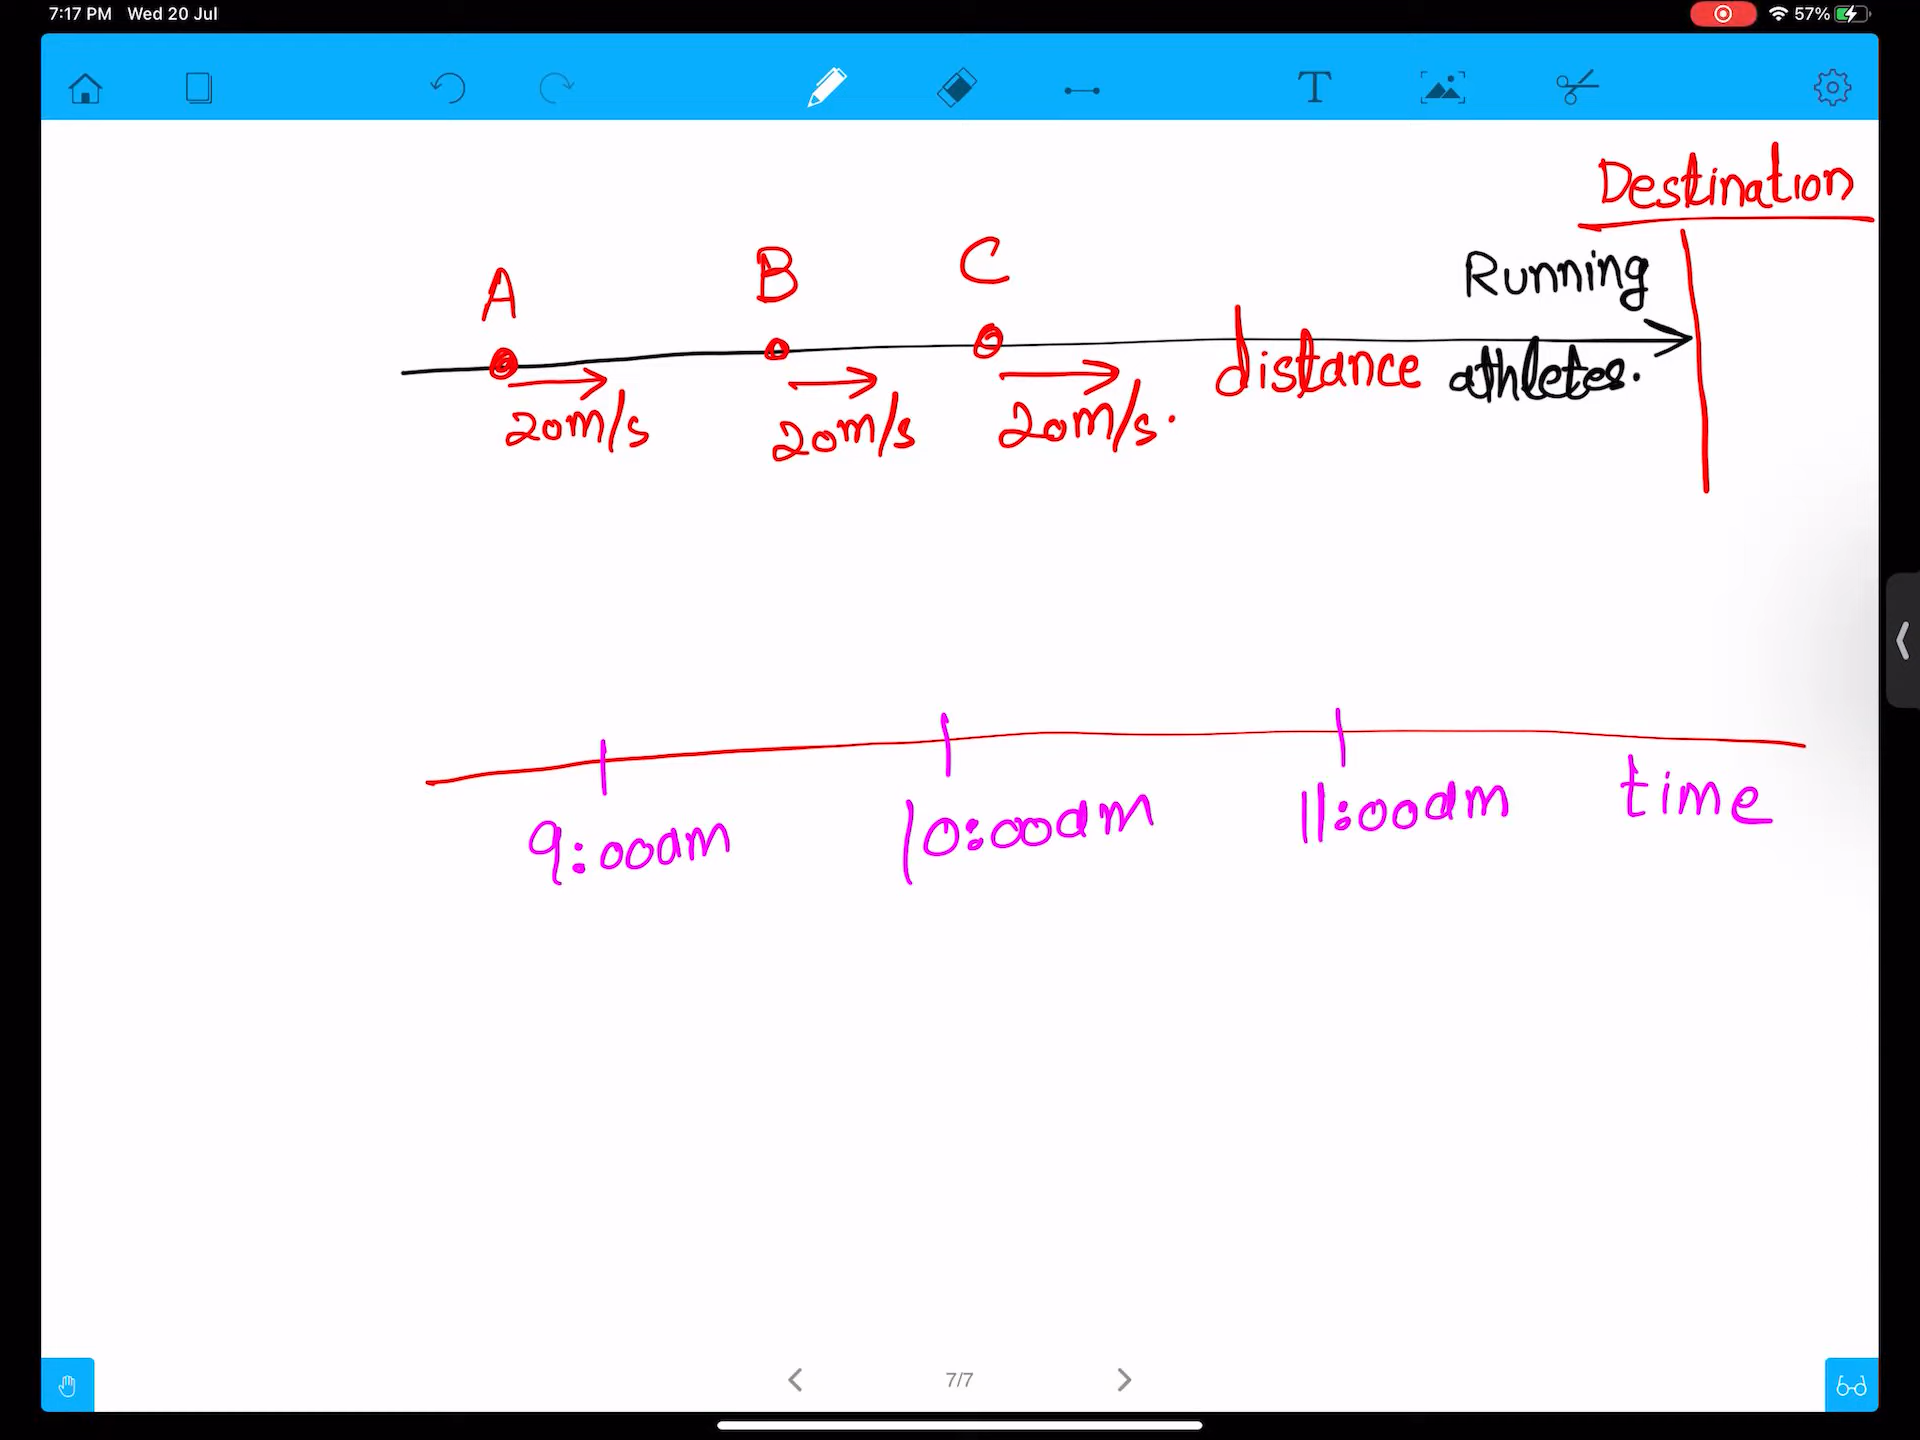 7:17 PM Wed 20 Jul
57%
T
Destination
A B C
Running
distance athletes.
20m/s 20m/s 20m/s.
9:00am 10:00am 11:00am time
7/7